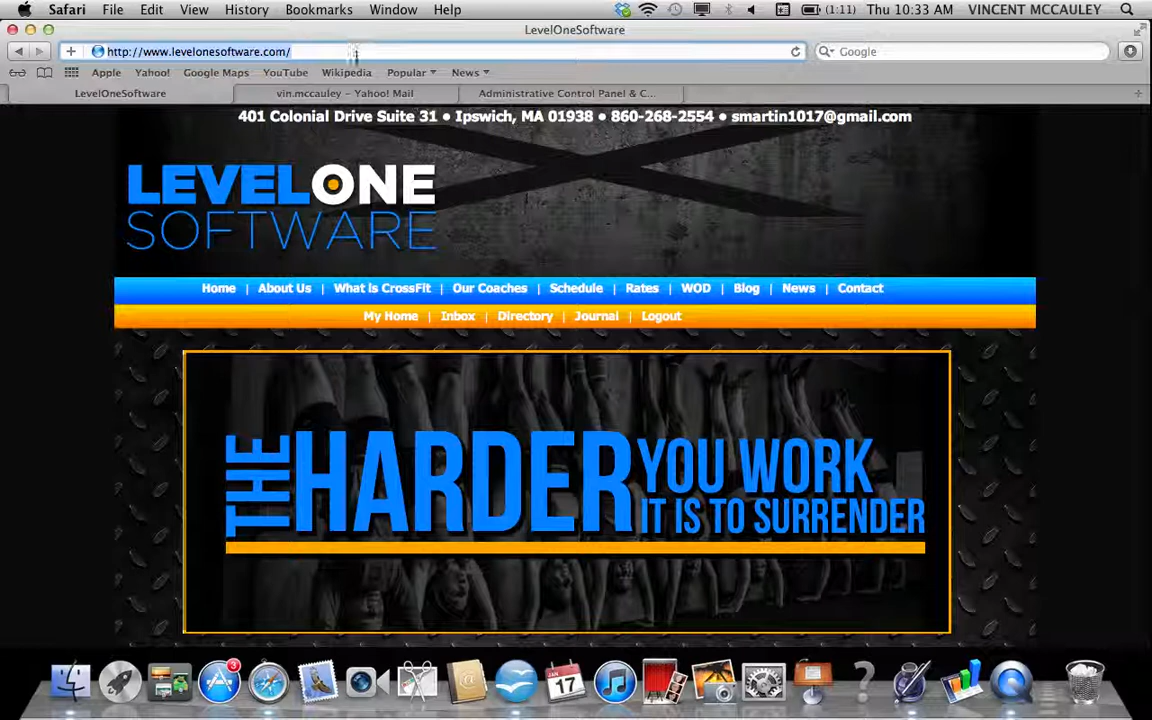 Safari File Edit View History Bookmarks Window Help (1:11) Thu 10:33 AM VINCENT MCCAULEY
LevelOneSoftware
http://www.levelonesoftware.com/ Google
Apple Yahoo! Google Maps YouTube Wikipedia Popular News
LevelOneSoftware vin.mccauley – Yahoo! Mail Administrative Control Panel & C...
401 Colonial Drive Suite 31 • Ipswich, MA 01938 • 860-268-2554 • smartin1017@gmail.com
LEVELONE
SOFTWARE
Home | About Us | What is CrossFit | Our Coaches | Schedule | Rates | WOD | Blog | News | Contact
My Home | Inbox | Directory | Journal | Logout
THE HARDER YOU WORK
IT IS TO SURRENDER
3
JAN
17